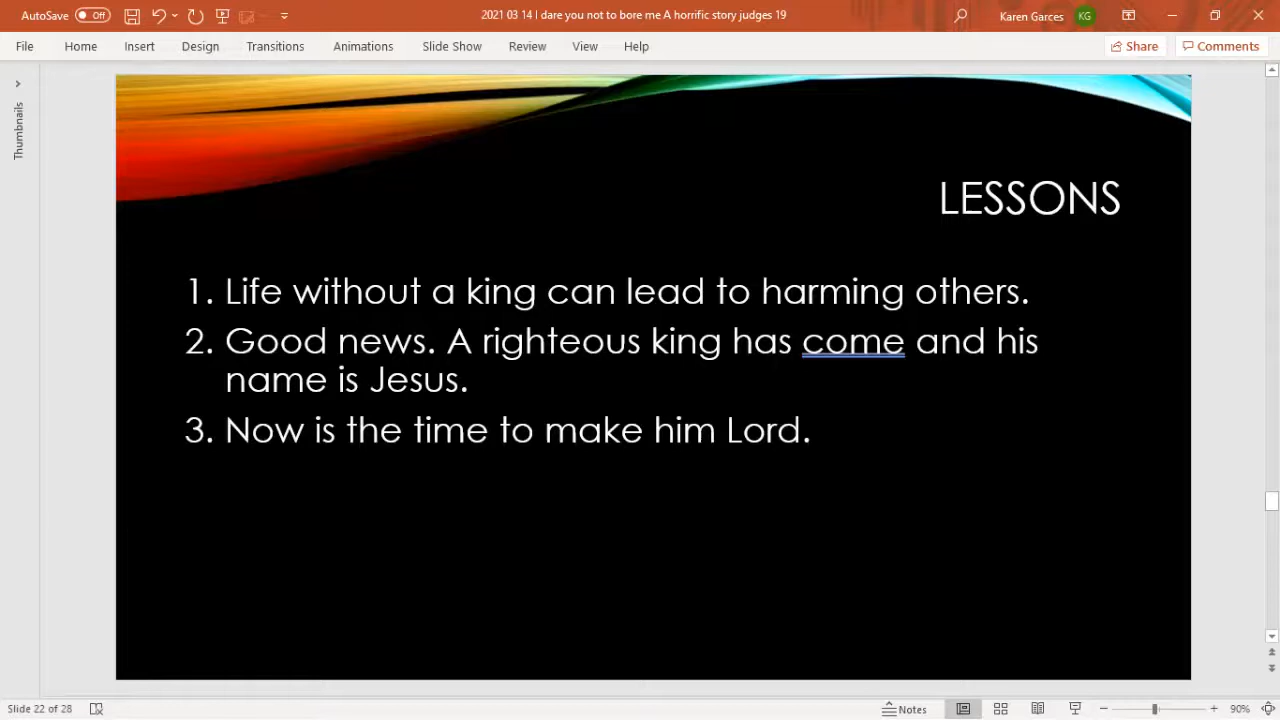 AutoSave Off
2021 03 14 I dare you not to bore me A horrific story judges 19
Karen Garces KG
File Home Insert Design Transitions Animations Slide Show Review View Help Share Comments
Thumbnails
LESSONS
1. Life without a king can lead to harming others.
2. Good news. A righteous king has come and his
name is Jesus.
3. Now is the time to make him Lord.
Slide 22 of 28 Notes 90%